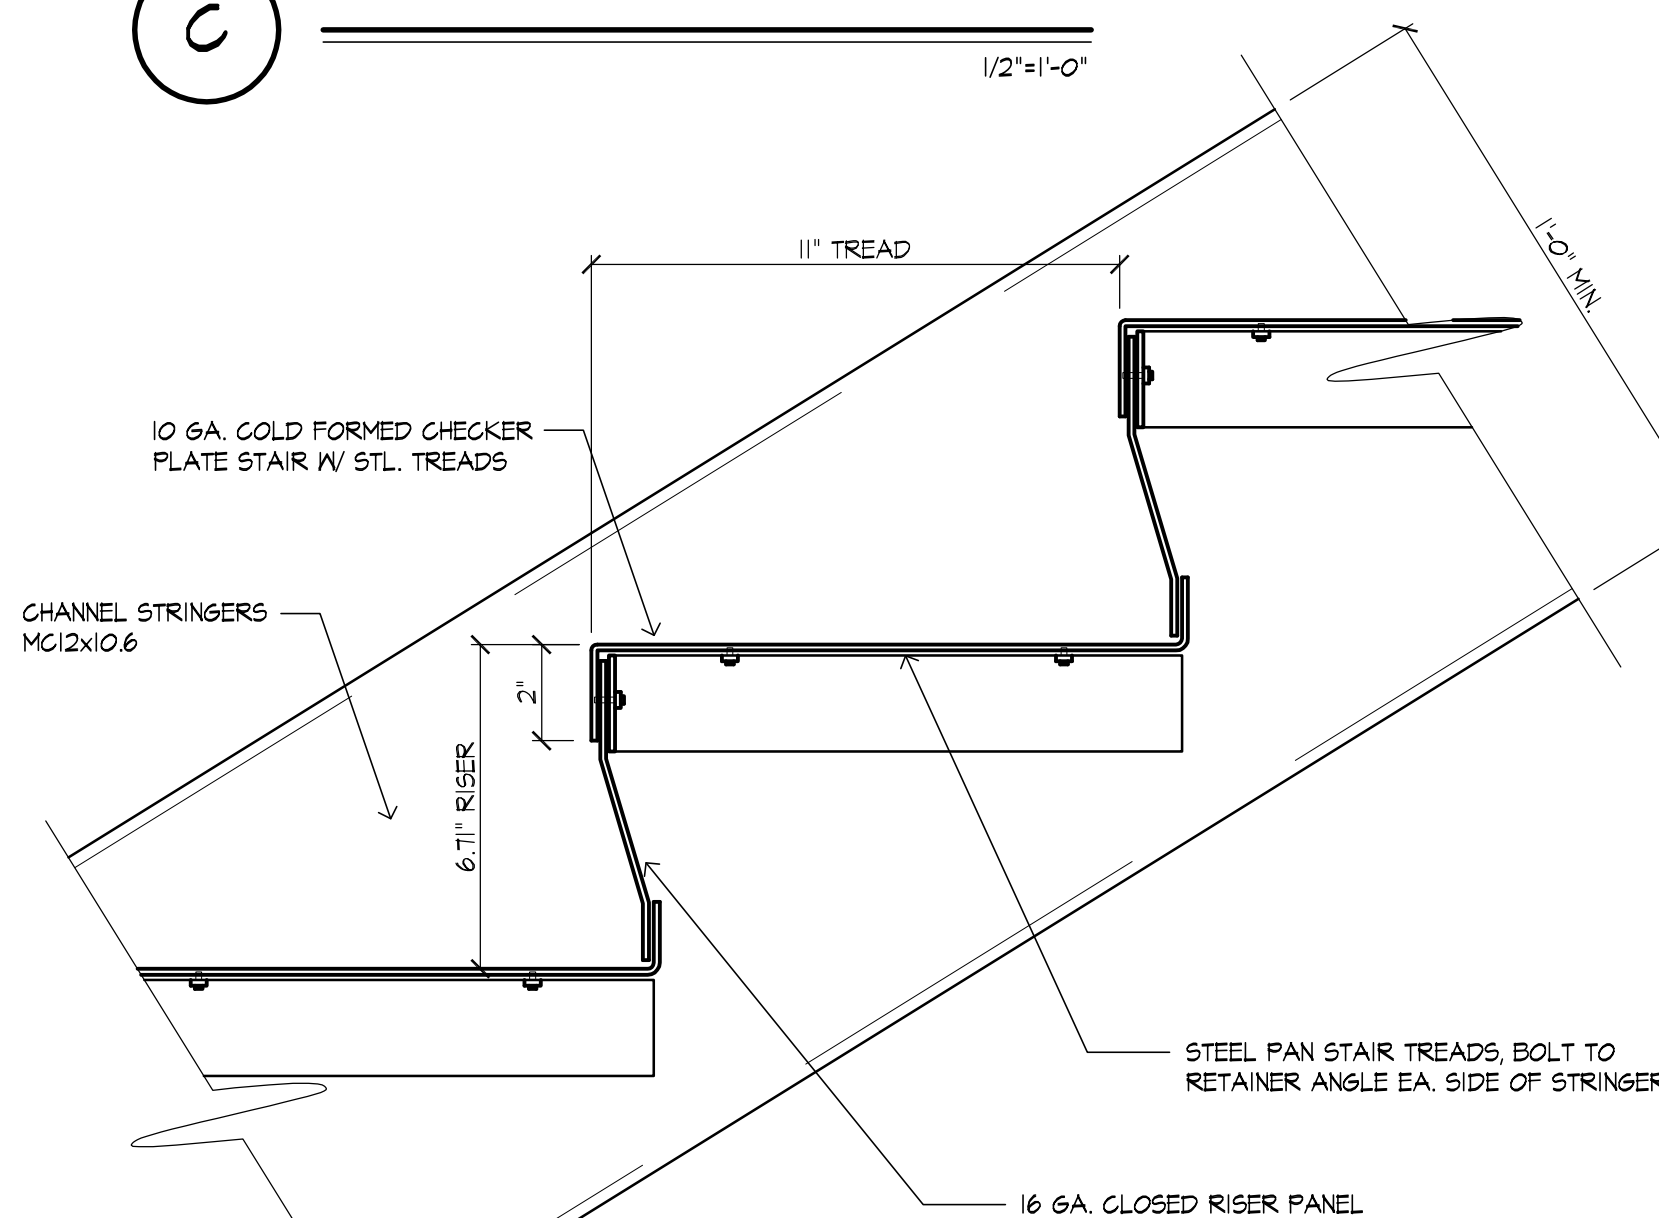 C
1/2"=1'-0"
1'-0" MIN.
11" TREAD
10 GA. COLD FORMED CHECKER
PLATE STAIR W/ STL. TREADS
CHANNEL STRINGERS
MC12x10.6
2"
6.71" RISER
STEEL PAN STAIR TREADS, BOLT TO
RETAINER ANGLE EA. SIDE OF STRINGER
16 GA. CLOSED RISER PANEL